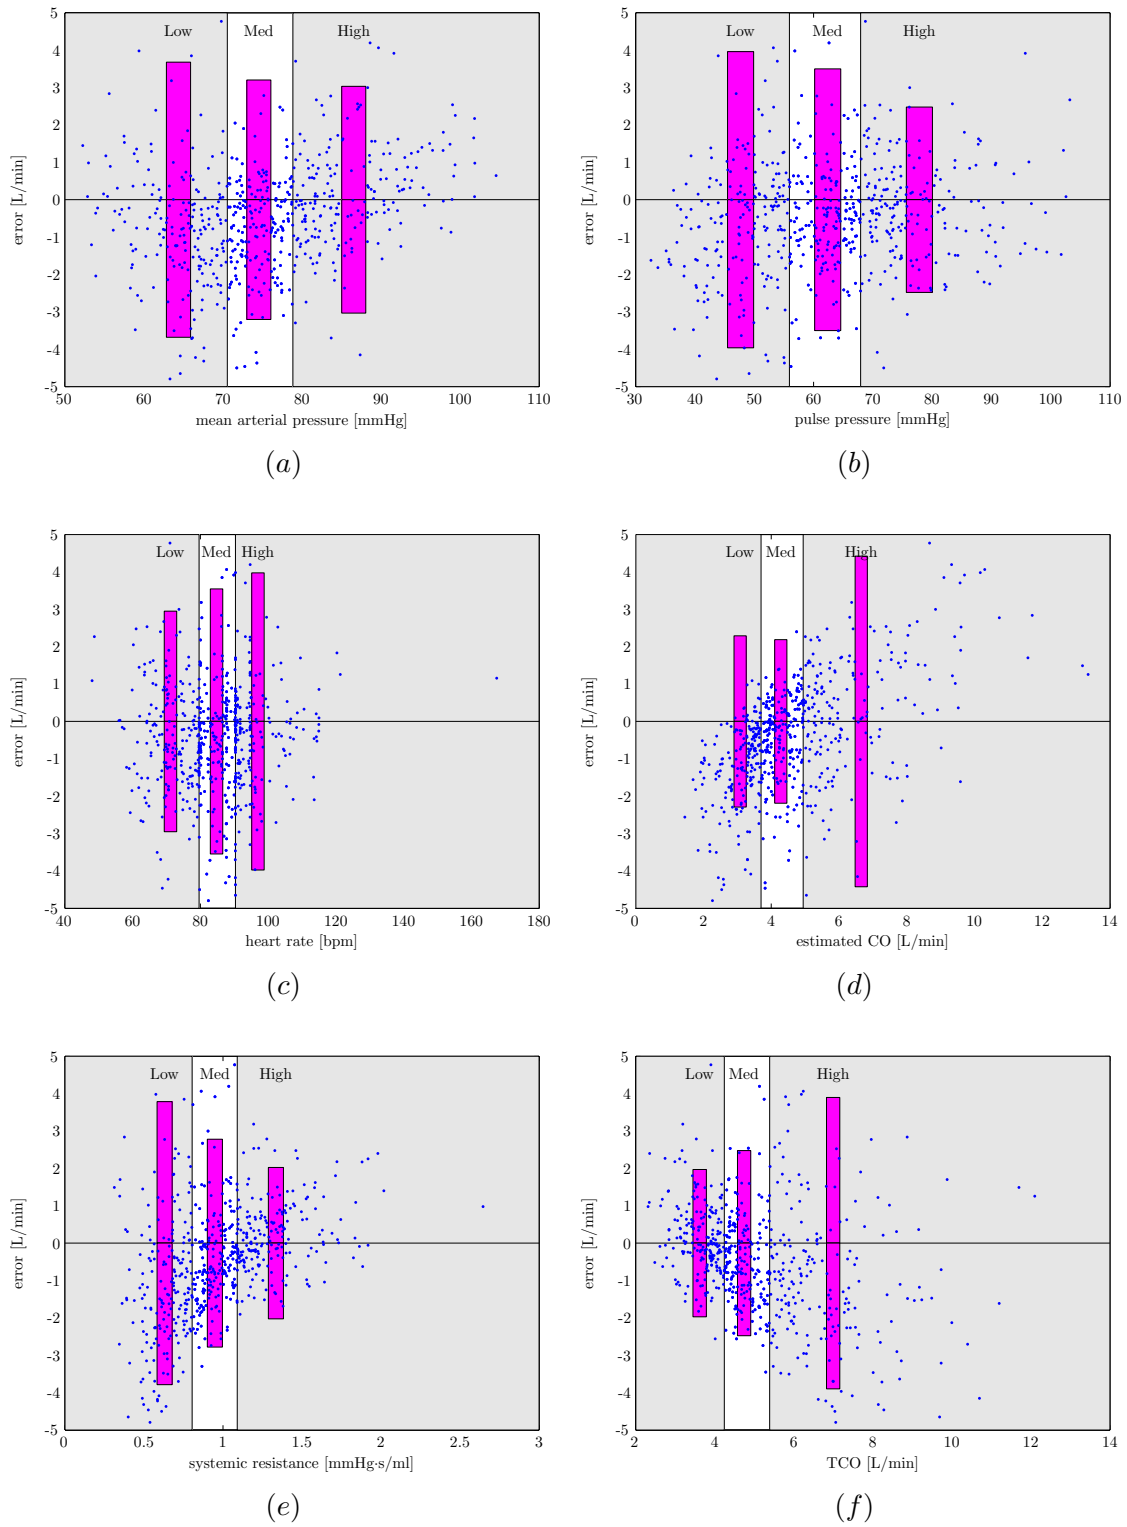 5
4
3
2
1
0
-1
-2
-3
-4
-5
error [L/min]
Low Med High
50 60 70 80 90 100 110
mean arterial pressure [mmHg]
(a)
5
4
3
2
1
0
-1
-2
-3
-4
-5
error [L/min]
Low Med High
30 40 50 60 70 80 90 100 110
pulse pressure [mmHg]
(b)
5
4
3
2
1
0
-1
-2
-3
-4
-5
error [L/min]
Low Med High
40 60 80 100 120 140 160 180
heart rate [bpm]
(c)
5
4
3
2
1
0
-1
-2
-3
-4
-5
error [L/min]
Low Med High
0 2 4 6 8 10 12 14
estimated CO [L/min]
(d)
5
4
3
2
1
0
-1
-2
-3
-4
-5
error [L/min]
Low Med High
0 0.5 1 1.5 2 2.5 3
systemic resistance [mmHg·s/ml]
(e)
5
4
3
2
1
0
-1
-2
-3
-4
-5
error [L/min]
Low Med High
2 4 6 8 10 12 14
TCO [L/min]
(f)